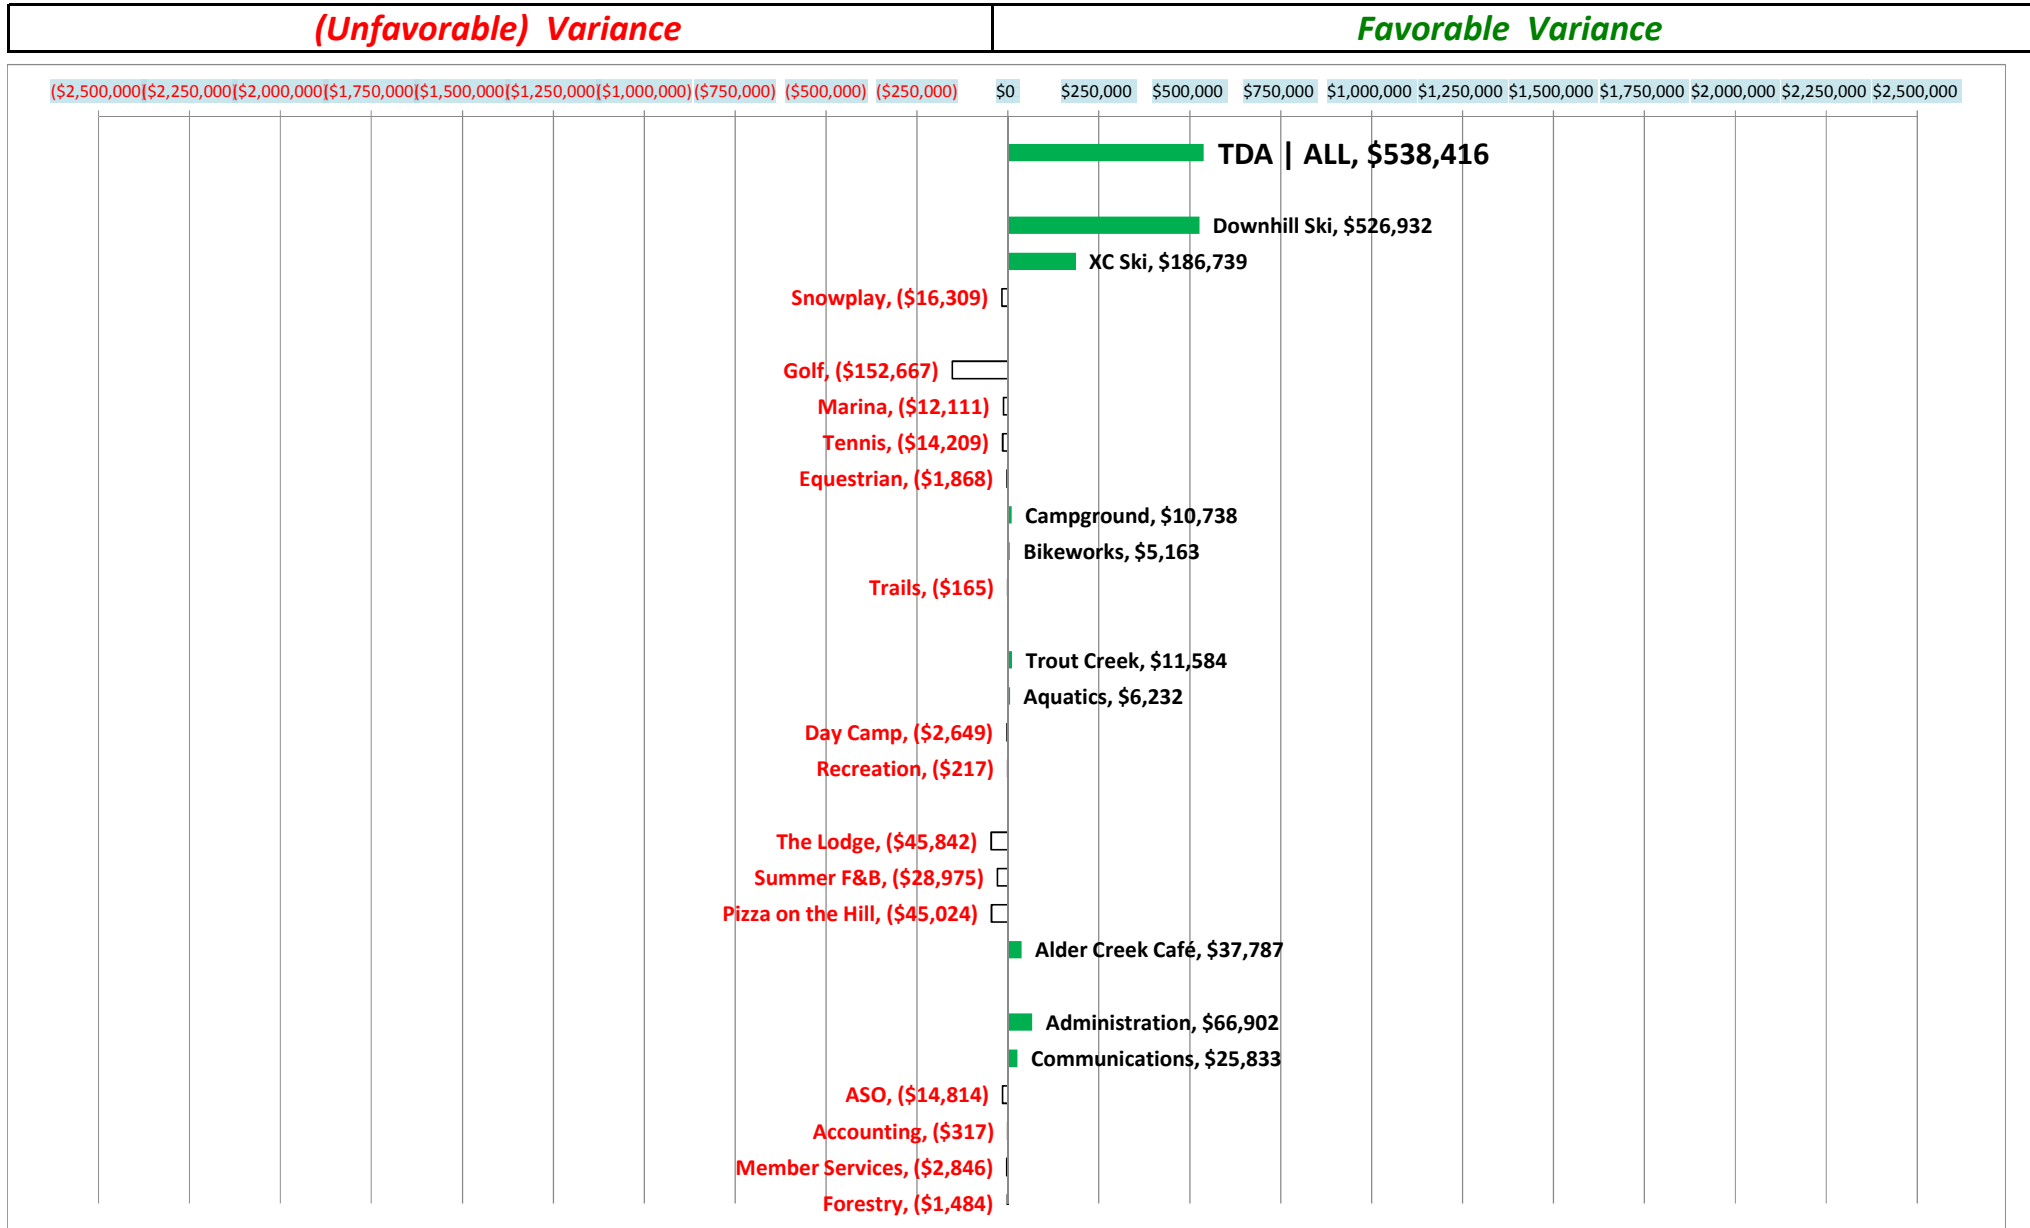 (Unfavorable) Variance
Favorable Variance
($2,500,000) ($2,250,000) ($2,000,000) ($1,750,000) ($1,500,000) ($1,250,000) ($1,000,000) ($750,000) ($500,000) ($250,000) $0 $250,000 $500,000 $750,000 $1,000,000 $1,250,000 $1,500,000 $1,750,000 $2,000,000 $2,250,000 $2,500,000
TDA | ALL, $538,416
Downhill Ski, $526,932
XC Ski, $186,739
Snowplay, ($16,309)
Golf, ($152,667)
Marina, ($12,111)
Tennis, ($14,209)
Equestrian, ($1,868)
Campground, $10,738
Bikeworks, $5,163
Trails, ($165)
Trout Creek, $11,584
Aquatics, $6,232
Day Camp, ($2,649)
Recreation, ($217)
The Lodge, ($45,842)
Summer F&B, ($28,975)
Pizza on the Hill, ($45,024)
Alder Creek Café, $37,787
Administration, $66,902
Communications, $25,833
ASO, ($14,814)
Accounting, ($317)
Member Services, ($2,846)
Forestry, ($1,484)